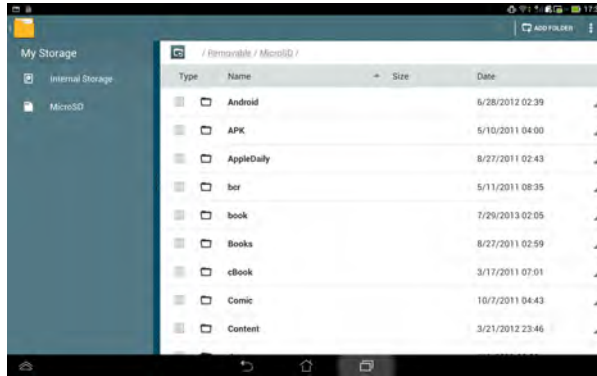 ADD FOLDER
My Storage
Internal Storage
MicroSD
/ Removable / MicroSD /
Type Name Size Date
Android 6/28/2012 02:39
APK 5/10/2011 04:00
AppleDaily 8/27/2011 02:43
bcr 5/11/2011 08:35
book 7/29/2013 02:05
Books 8/27/2011 02:59
cBook 3/17/2011 07:01
Comic 10/7/2011 04:43
Content 3/21/2012 23:46